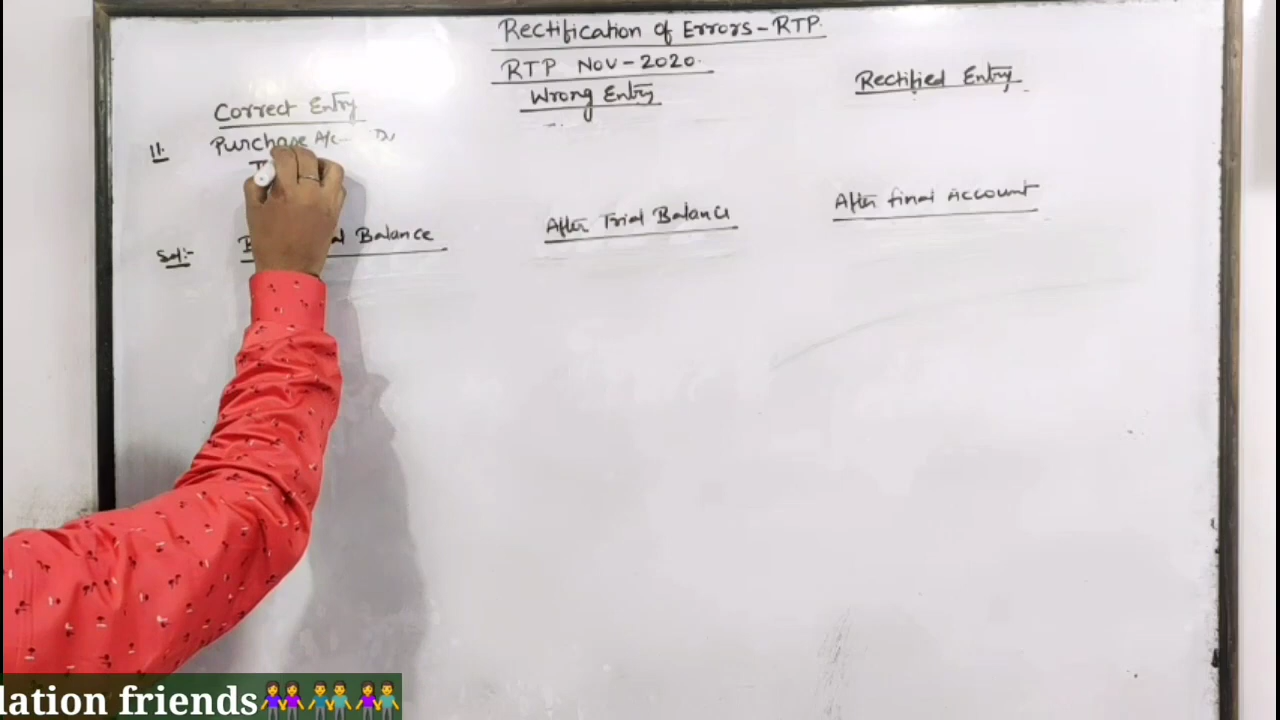 Rectification of Errors - RTP.
RTP Nov - 2020.
Correct Entry
Wrong Entry
Rectified Entry
11. Purchase A/c ... Dr
Sol:- Balance
After Trial Balance
After final Account
lation friends👭👬👭